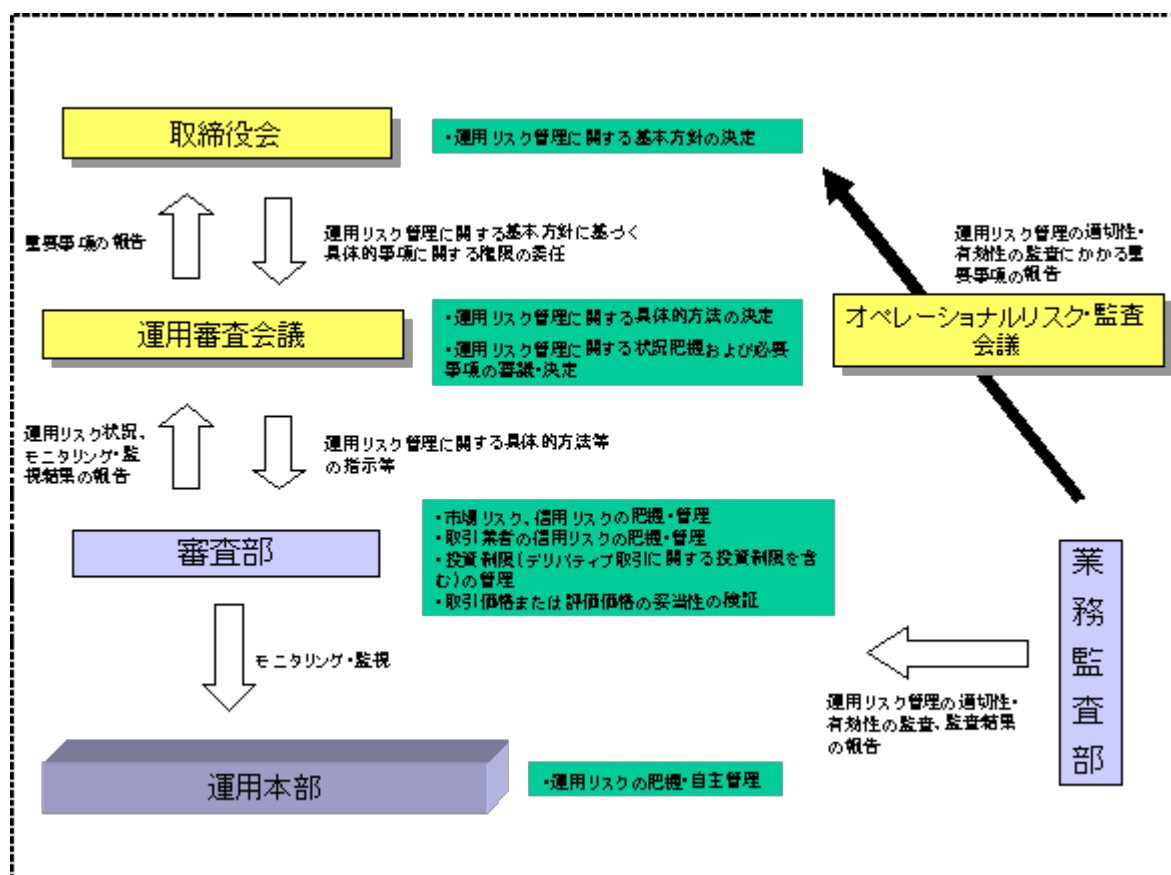 取締役会
・運用リスク管理に関する基本方針の決定
重要事項の報告
運用リスク管理に関する基本方針に基づく
具体的事項に関する権限の委任
運用リスク管理の適切性・
有効性の監査にかかる重
要事項の報告
運用審査会議
・運用リスク管理に関する具体的方法の決定
・運用リスク管理に関する状況把握および必要
事項の審議・決定
オペレーショナルリスク・監査
会議
運用リスク状況、
モニタリング・監
視結果の報告
運用リスク管理に関する具体的方法等
の指示等
審査部
・市場リスク、信用リスクの把握・管理
・取引業者の信用リスクの把握・管理
・投資制限(デリバティブ取引に関する投資制限を含
む)の管理
・取引価格または評価価格の妥当性の検証
業務監査部
モニタリング・監視
運用リスク管理の適切性・
有効性の監査、監査結果
の報告
運用本部
・運用リスクの把握・自主管理